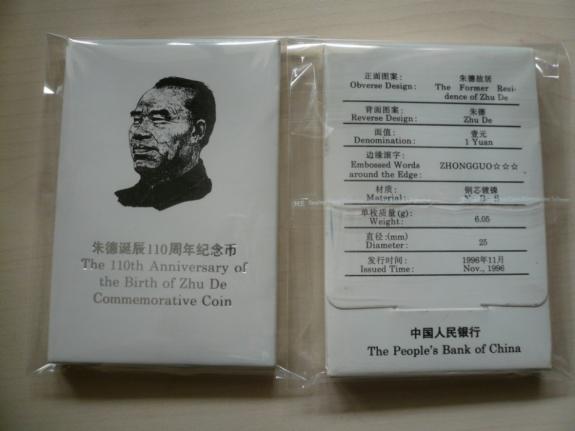 朱德诞辰110周年纪念币
The 110th Anniversary of
the Birth of Zhu De
Commemorative Coin
正面图案： 朱德故居
Obverse Design: The Former Resi-
dence of Zhu De
背面图案： 朱德
Reverse Design: Zhu De
面值： 壹元
Denomination: 1 Yuan
边缘滚字：
Embossed Words ZHONGGUO☆☆☆
around the Edge:
材质： 钢芯镀镍
Material:
单枚质量(g): 6.05
Weight:
直径:(mm) 25
Diameter:
发行时间： 1996年11月
Issued Time: Nov., 1996
中国人民银行
The People's Bank of China